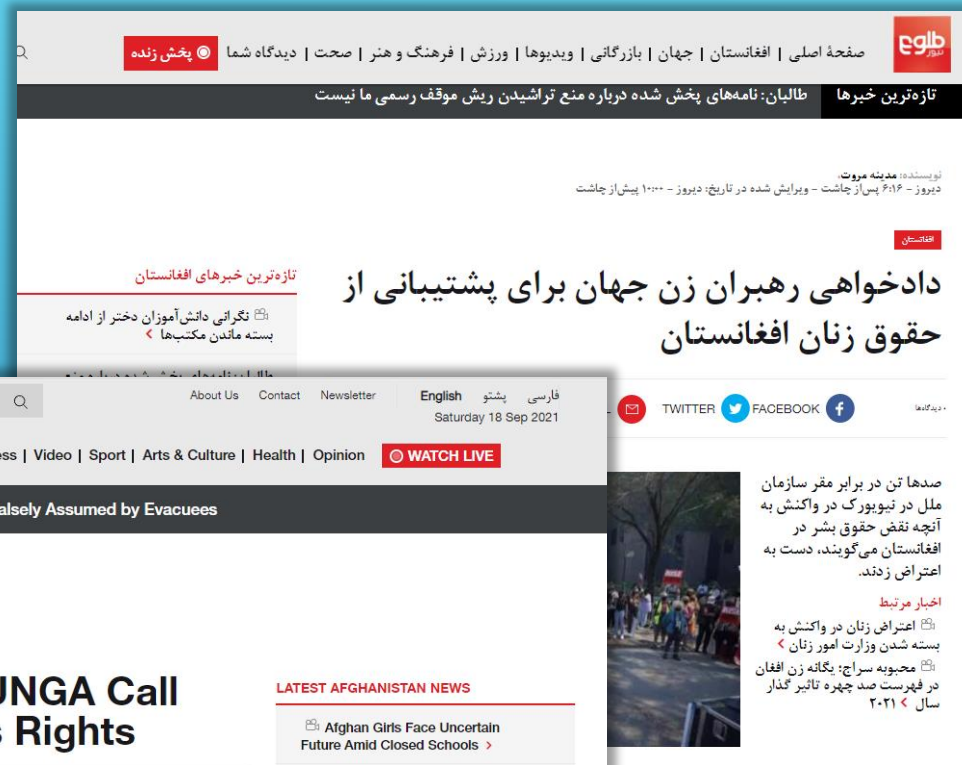 طلوع
نیوز
صفحۀ اصلی | افغانستان | جهان | بازرگانی | ویدیوها | ورزش | فرهنگ و هنر | صحت | دیدگاه شما
پخش زنده
تازه‌ترین خبرها
طالبان: نامه‌های پخش شده درباره منع تراشیدن ریش موقف رسمی ما نیست
نویسنده: مدینه مروت،
دیروز - ۶:۱۶ پس‌از چاشت - ویرایش شده در تاریخ: دیروز - ۱۰:۰۰ پیش‌از چاشت
افغانستان
دادخواهی رهبران زن جهان برای پشتیبانی از
حقوق زنان افغانستان
تازه‌ترین خبرهای افغانستان
نگرانی دانش‌آموزان دختر از ادامه
بسته ماندن مکتب‌ها
FACEBOOK
TWITTER
صدها تن در برابر مقر سازمان
ملل در نیویورک در واکنش به
آنچه نقض حقوق بشر در
افغانستان می‌گویند، دست به
اعتراض زدند.
اخبار مرتبط
اعتراض زنان در واکنش به
بسته شدن وزارت امور زنان
محبوبه سراج: یگانه زن افغان
در فهرست صد چهره تاثیر گذار
سال ۲۰۲۱
About Us Contact Newsletter English پشتو فارسی
Saturday 18 Sep 2021
ess | Video | Sport | Arts & Culture | Health | Opinion
WATCH LIVE
alsely Assumed by Evacuees
UNGA Call
s Rights
LATEST AFGHANISTAN NEWS
Afghan Girls Face Uncertain
Future Amid Closed Schools >